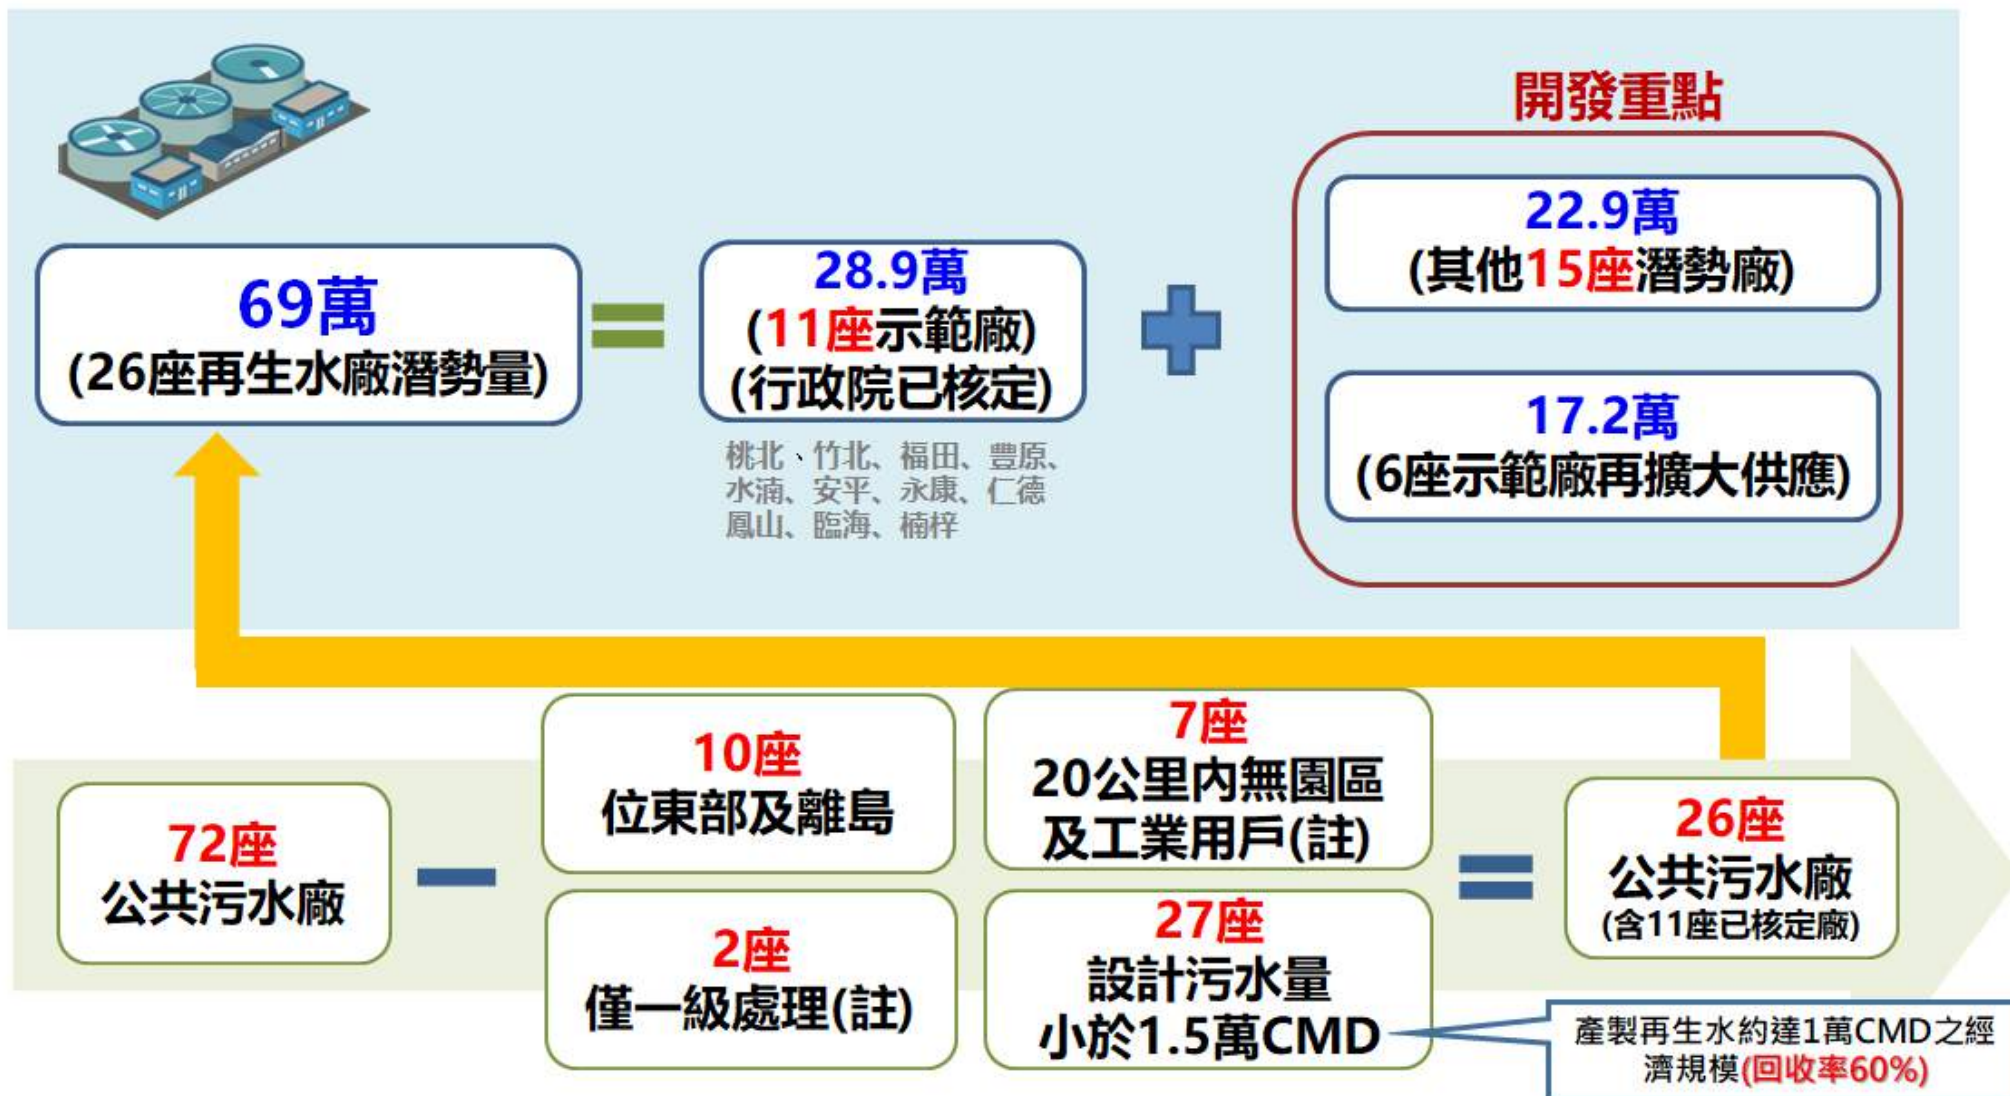 開發重點
69萬
(26座再生水廠潛勢量)
28.9萬
(11座示範廠)
(行政院已核定)
桃北、竹北、福田、豐原、
水湳、安平、永康、仁德
鳳山、臨海、楠梓
22.9萬
(其他15座潛勢廠)
17.2萬
(6座示範廠再擴大供應)
72座
公共污水廠
10座
位東部及離島
2座
僅一級處理(註)
7座
20公里內無園區
及工業用戶(註)
27座
設計污水量
小於1.5萬CMD
26座
公共污水廠
(含11座已核定廠)
產製再生水約達1萬CMD之經
濟規模(回收率60%)